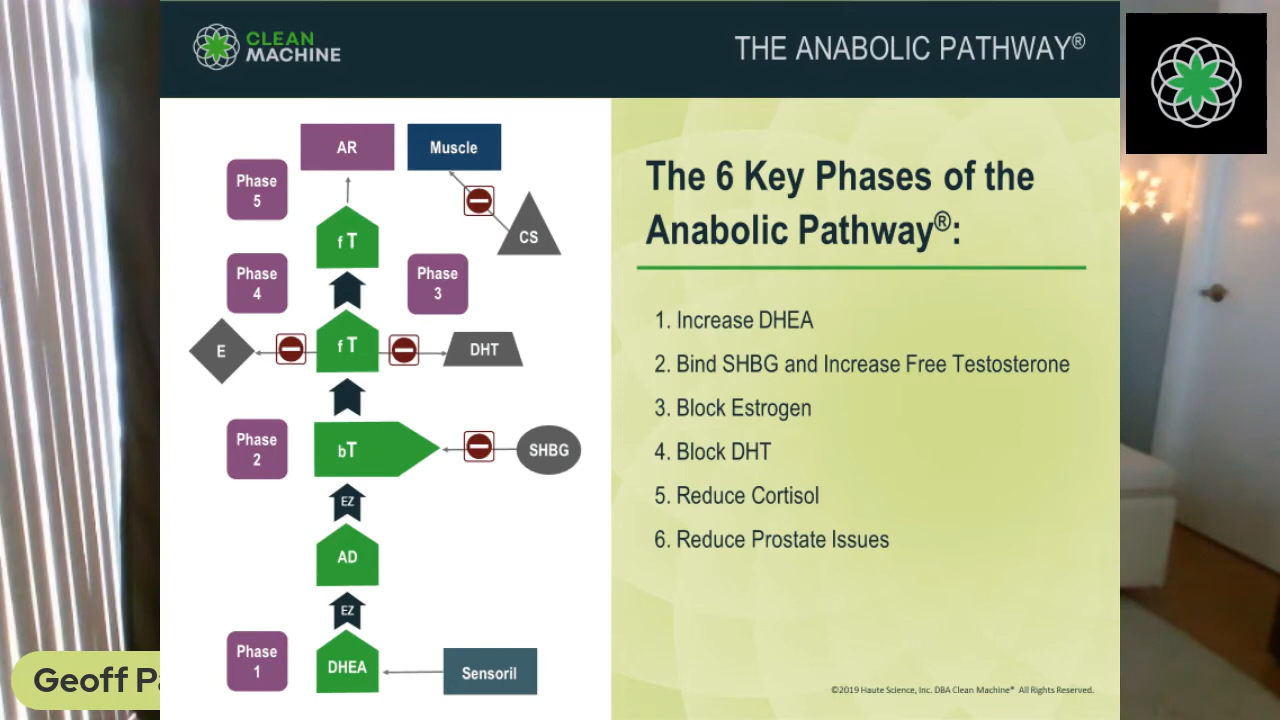 CLEAN
MACHINE
THE ANABOLIC PATHWAY®
AR
Muscle
Phase
5
CS
f T
Phase
4
Phase
3
E
f T
DHT
Phase
2
bT
SHBG
EZ
AD
EZ
Phase
1
DHEA
Sensoril
The 6 Key Phases of the
Anabolic Pathway®:
1. Increase DHEA
2. Bind SHBG and Increase Free Testosterone
3. Block Estrogen
4. Block DHT
5. Reduce Cortisol
6. Reduce Prostate Issues
©2019 Haute Science, Inc. DBA Clean Machine® All Rights Reserved.
Geoff